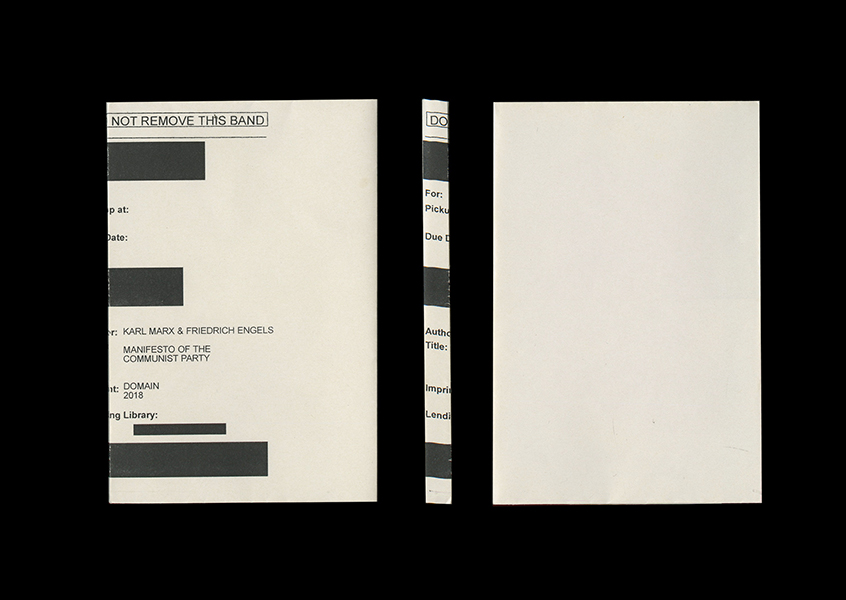 NOT REMOVE THIS BAND
p at:
Date:
er: KARL MARX & FRIEDRICH ENGELS
MANIFESTO OF THE
COMMUNIST PARTY
nt: DOMAIN
2018
ng Library:
DO
For:
Picku
Due D
Autho
Title:
Imprin
Lendi